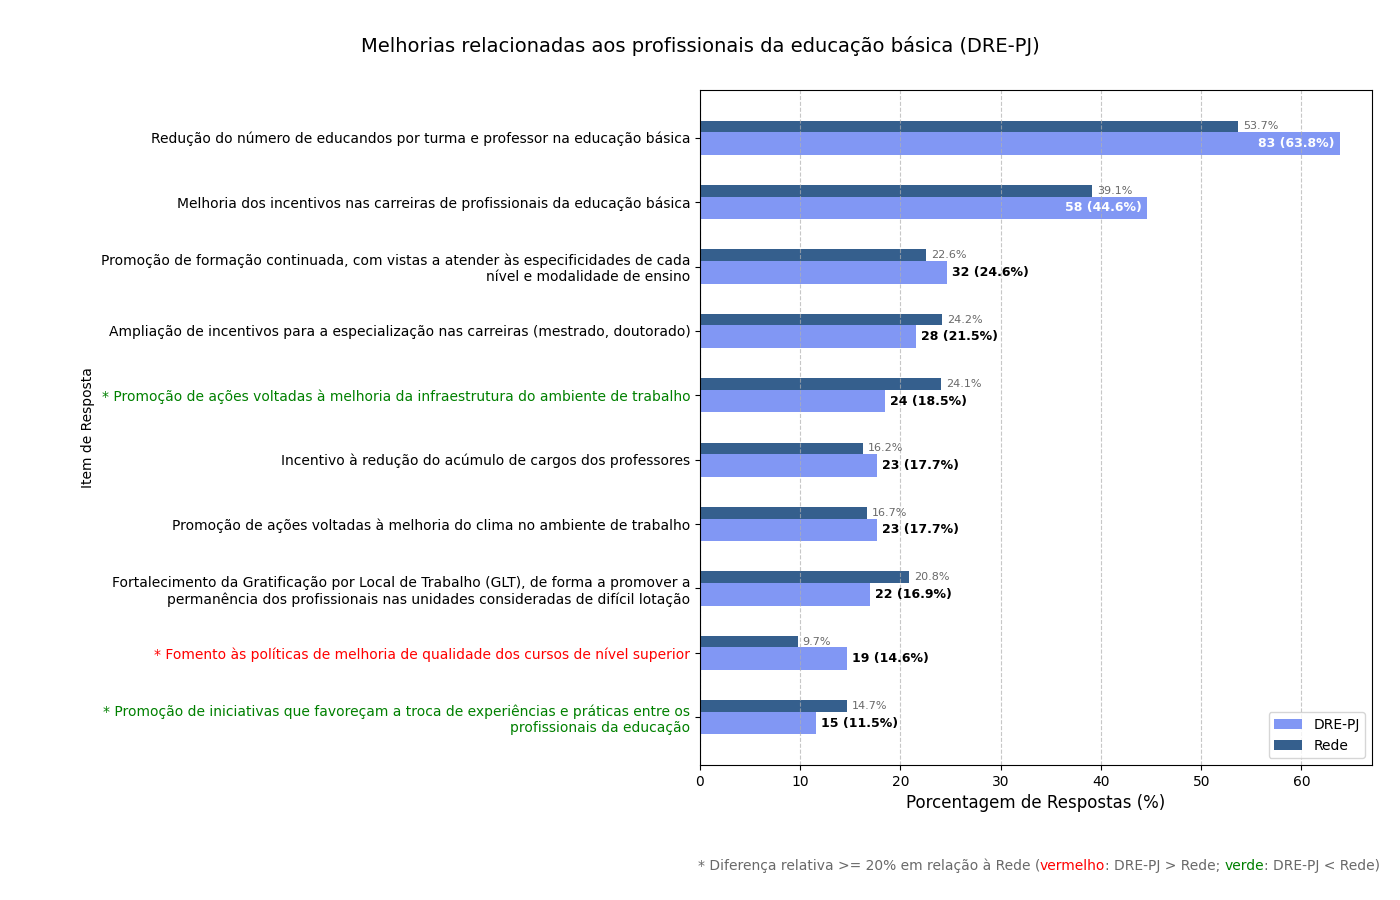 Melhorias relacionadas aos profissionais da educação básica (DRE-PJ)
Item de Resposta
Redução do número de educandos por turma e professor na educação básica
53.7%
83 (63.8%)
Melhoria dos incentivos nas carreiras de profissionais da educação básica
39.1%
58 (44.6%)
Promoção de formação continuada, com vistas a atender às especificidades de cada
nível e modalidade de ensino
22.6%
32 (24.6%)
Ampliação de incentivos para a especialização nas carreiras (mestrado, doutorado)
24.2%
28 (21.5%)
* Promoção de ações voltadas à melhoria da infraestrutura do ambiente de trabalho
24.1%
24 (18.5%)
Incentivo à redução do acúmulo de cargos dos professores
16.2%
23 (17.7%)
Promoção de ações voltadas à melhoria do clima no ambiente de trabalho
16.7%
23 (17.7%)
Fortalecimento da Gratificação por Local de Trabalho (GLT), de forma a promover a
permanência dos profissionais nas unidades consideradas de difícil lotação
20.8%
22 (16.9%)
* Fomento às políticas de melhoria de qualidade dos cursos de nível superior
9.7%
19 (14.6%)
* Promoção de iniciativas que favoreçam a troca de experiências e práticas entre os
profissionais da educação
14.7%
15 (11.5%)
DRE-PJ
Rede
0 10 20 30 40 50 60
Porcentagem de Respostas (%)
* Diferença relativa >= 20% em relação à Rede (vermelho: DRE-PJ > Rede; verde: DRE-PJ < Rede)